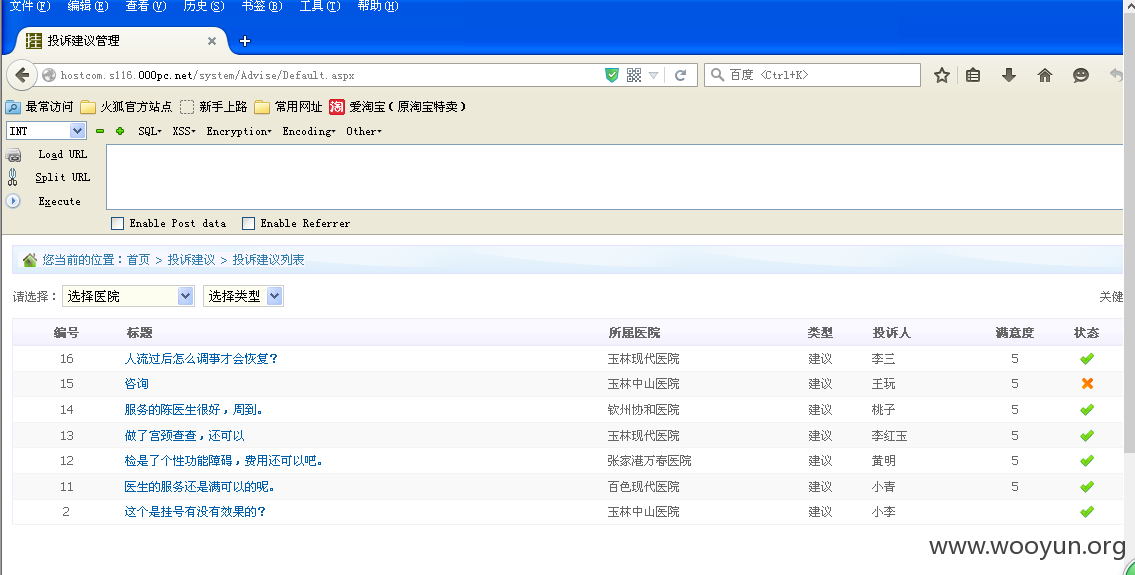 文件(F) 编辑(E) 查看(V) 历史(S) 书签(B) 工具(T) 帮助(H)
投诉建议管理 × +
hostcom.s116.000pc.net/system/Advise/Default.aspx 百度 <Ctrl+K>
最常访问 火狐官方站点 新手上路 常用网址 淘 爱淘宝(原淘宝特卖)
INT SQL▾ XSS▾ Encryption▾ Encoding▾ Other▾
Load URL
Split URL
Execute
Enable Post data Enable Referrer
您当前的位置:首页 > 投诉建议 > 投诉建议列表
请选择: 选择医院 选择类型 关健
编号 标题 所属医院 类型 投诉人 满意度 状态
16 人流过后怎么调事才会恢复? 玉林现代医院 建议 李三 5
15 咨询 玉林中山医院 建议 王玩 5
14 服务的陈医生很好,周到。 钦州协和医院 建议 桃子 5
13 做了宫颈查查,还可以 玉林现代医院 建议 李红玉 5
12 检是了个性功能障碍,费用还可以吧。 张家港万春医院 建议 黄明 5
11 医生的服务还是满可以的呢。 百色现代医院 建议 小青 5
2 这个是挂号有没有效果的? 玉林中山医院 建议 小李
www.wooyun.org